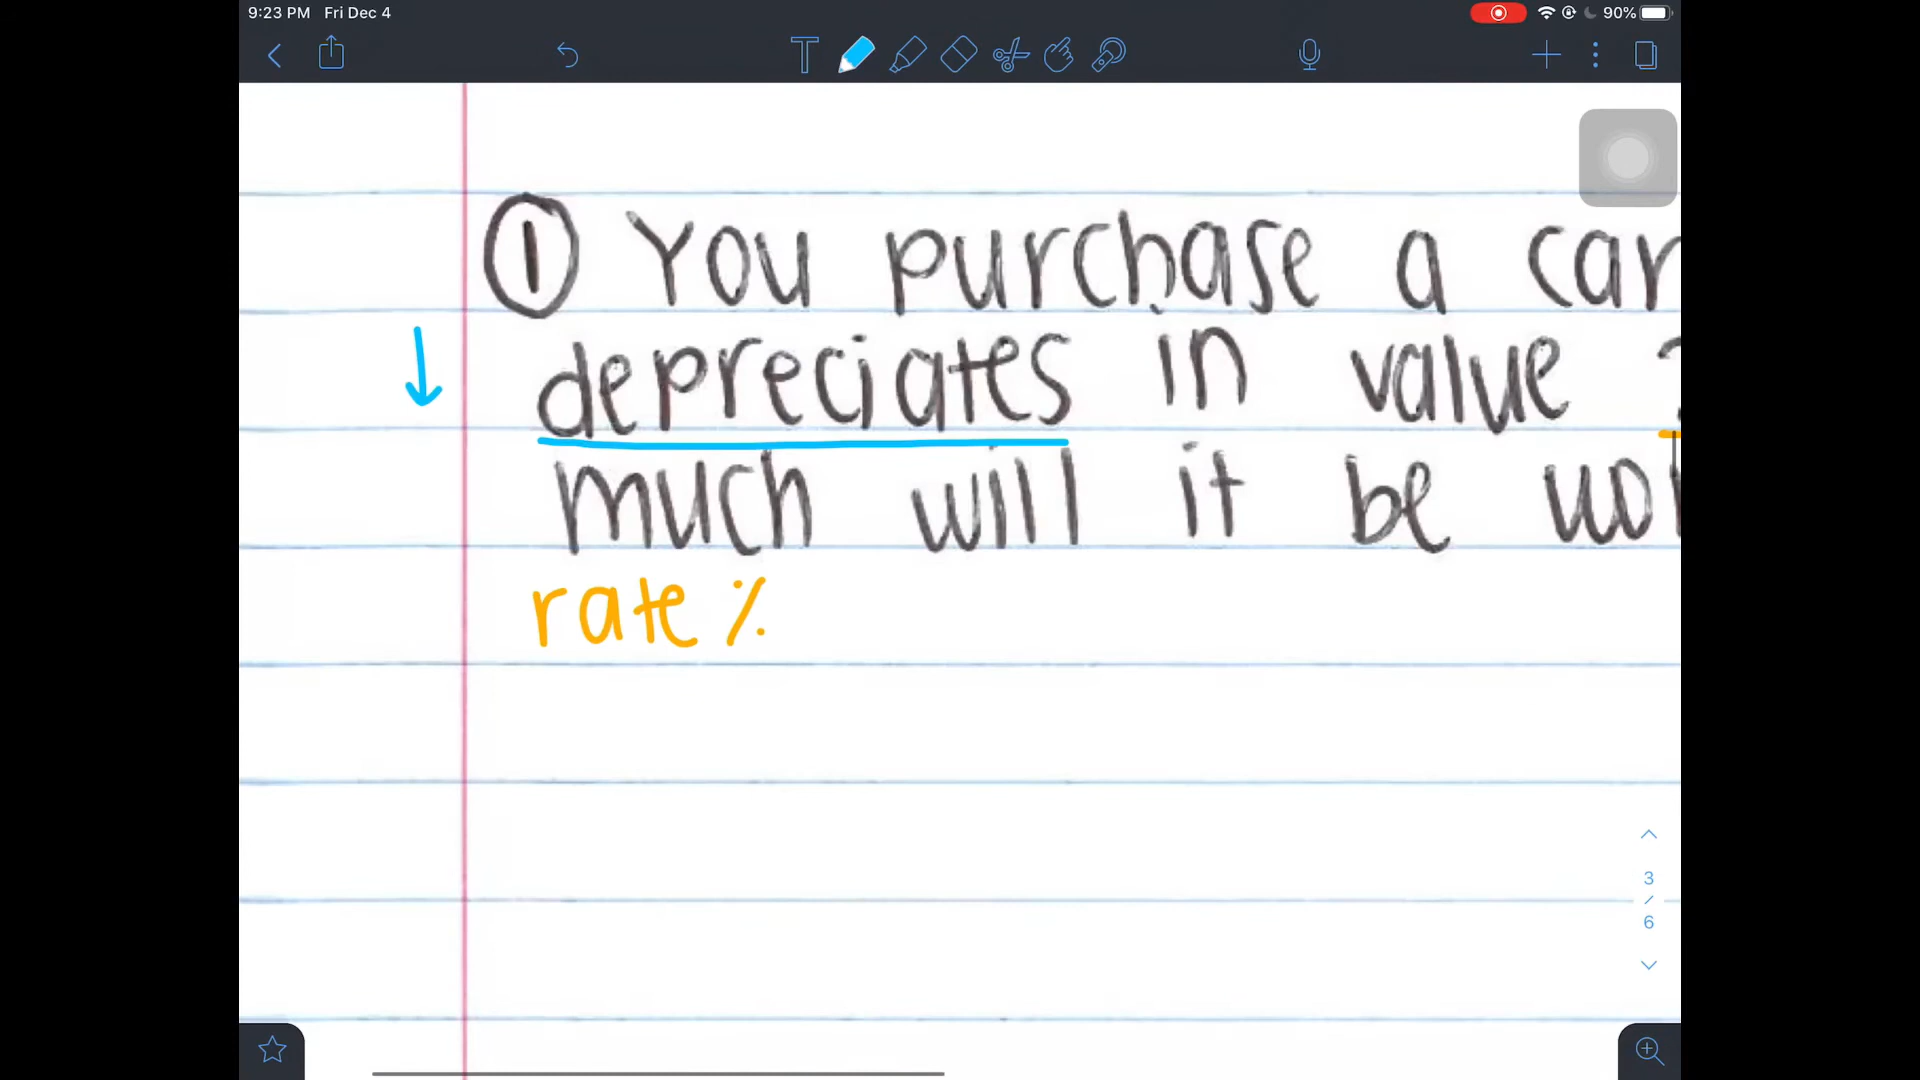 9:23 PM Fri Dec 4
90%
① You purchase a car
depreciates in value
much will it be
rate %
3
/
6